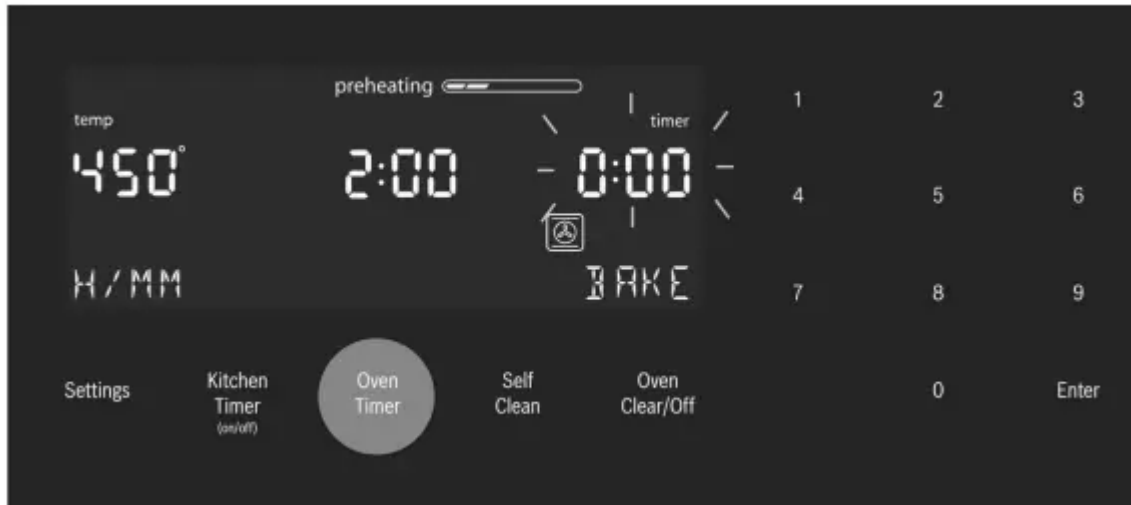 preheating
temp
timer
450°
2:00
0:00
H/MM
BAKE
1 2 3
4 5 6
7 8 9
0 Enter
Settings
Kitchen
Timer
(on/off)
Oven
Timer
Self
Clean
Oven
Clear/Off